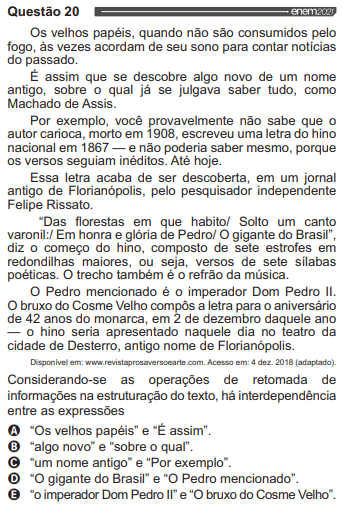 Questão 20 enem2021
Os velhos papéis, quando não são consumidos pelo
fogo, às vezes acordam de seu sono para contar notícias
do passado.
É assim que se descobre algo novo de um nome
antigo, sobre o qual já se julgava saber tudo, como
Machado de Assis.
Por exemplo, você provavelmente não sabe que o
autor carioca, morto em 1908, escreveu uma letra do hino
nacional em 1867 — e não poderia saber mesmo, porque
os versos seguiam inéditos. Até hoje.
Essa letra acaba de ser descoberta, em um jornal
antigo de Florianópolis, pelo pesquisador independente
Felipe Rissato.
“Das florestas em que habito/ Solto um canto
varonil:/ Em honra e glória de Pedro/ O gigante do Brasil”,
diz o começo do hino, composto de sete estrofes em
redondilhas maiores, ou seja, versos de sete sílabas
poéticas. O trecho também é o refrão da música.
O Pedro mencionado é o imperador Dom Pedro II.
O bruxo do Cosme Velho compôs a letra para o aniversário
de 42 anos do monarca, em 2 de dezembro daquele ano
— o hino seria apresentado naquele dia no teatro da
cidade de Desterro, antigo nome de Florianópolis.
Disponível em: www.revistaprosaversoearte.com. Acesso em: 4 dez. 2018 (adaptado).
Considerando-se as operações de retomada de
informações na estruturação do texto, há interdependência
entre as expressões
A “Os velhos papéis” e “É assim”.
B “algo novo” e “sobre o qual”.
C “um nome antigo” e “Por exemplo”.
D “O gigante do Brasil” e “O Pedro mencionado”.
E “o imperador Dom Pedro II” e “O bruxo do Cosme Velho”.